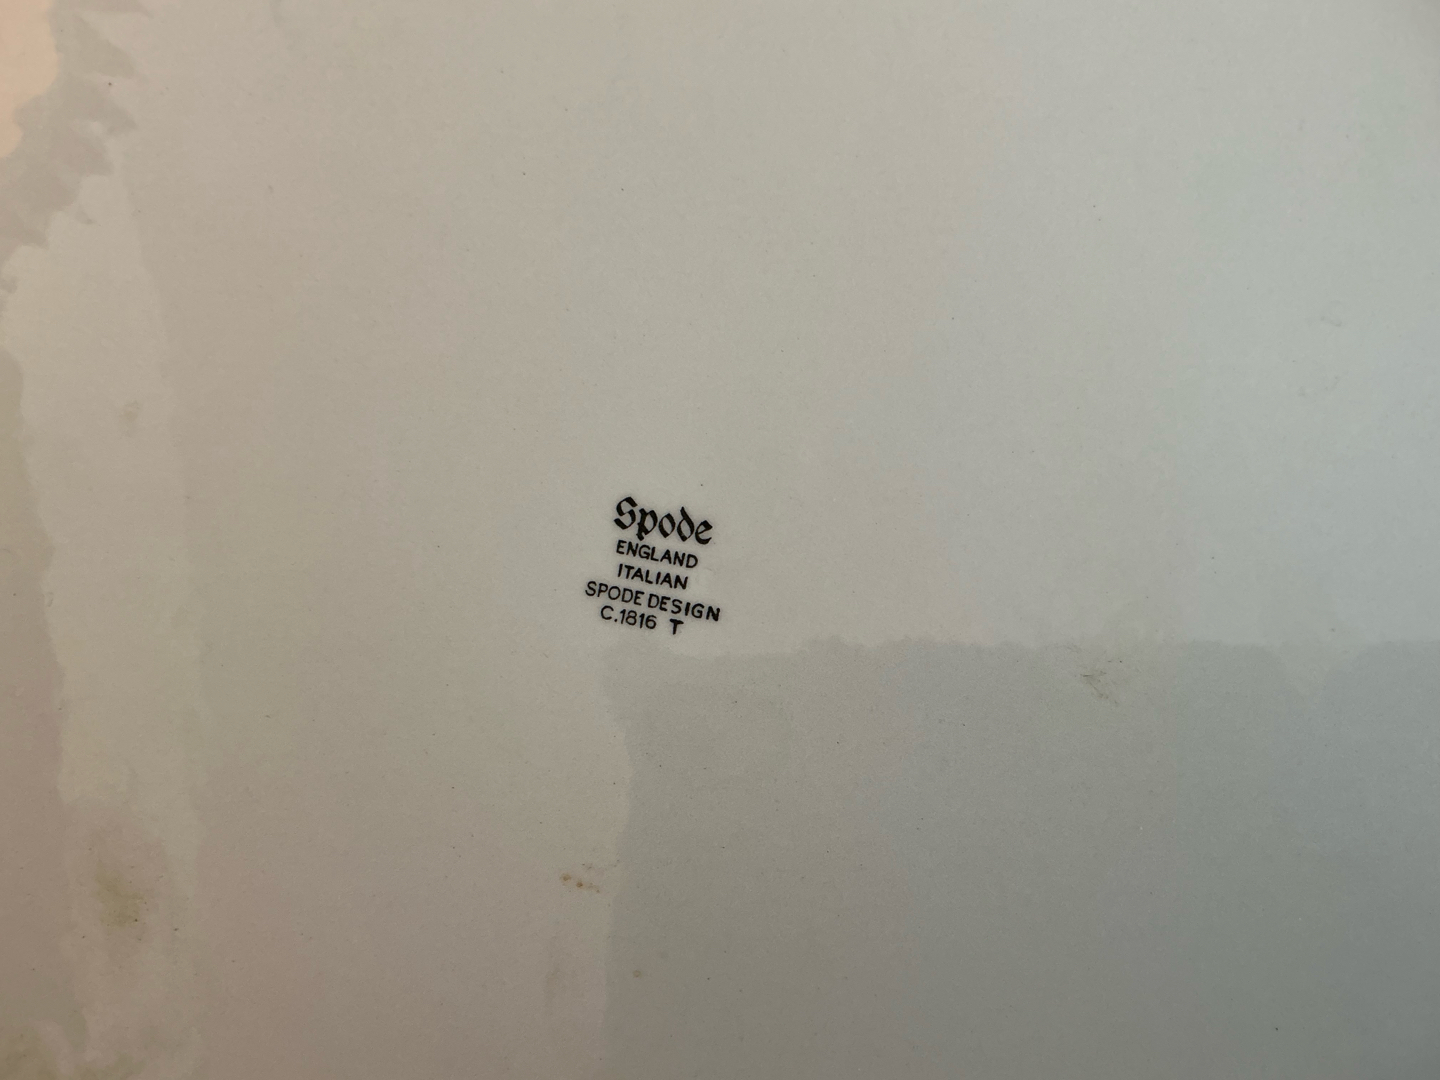 Spode
ENGLAND
ITALIAN
SPODE DESIGN
C.1816 T